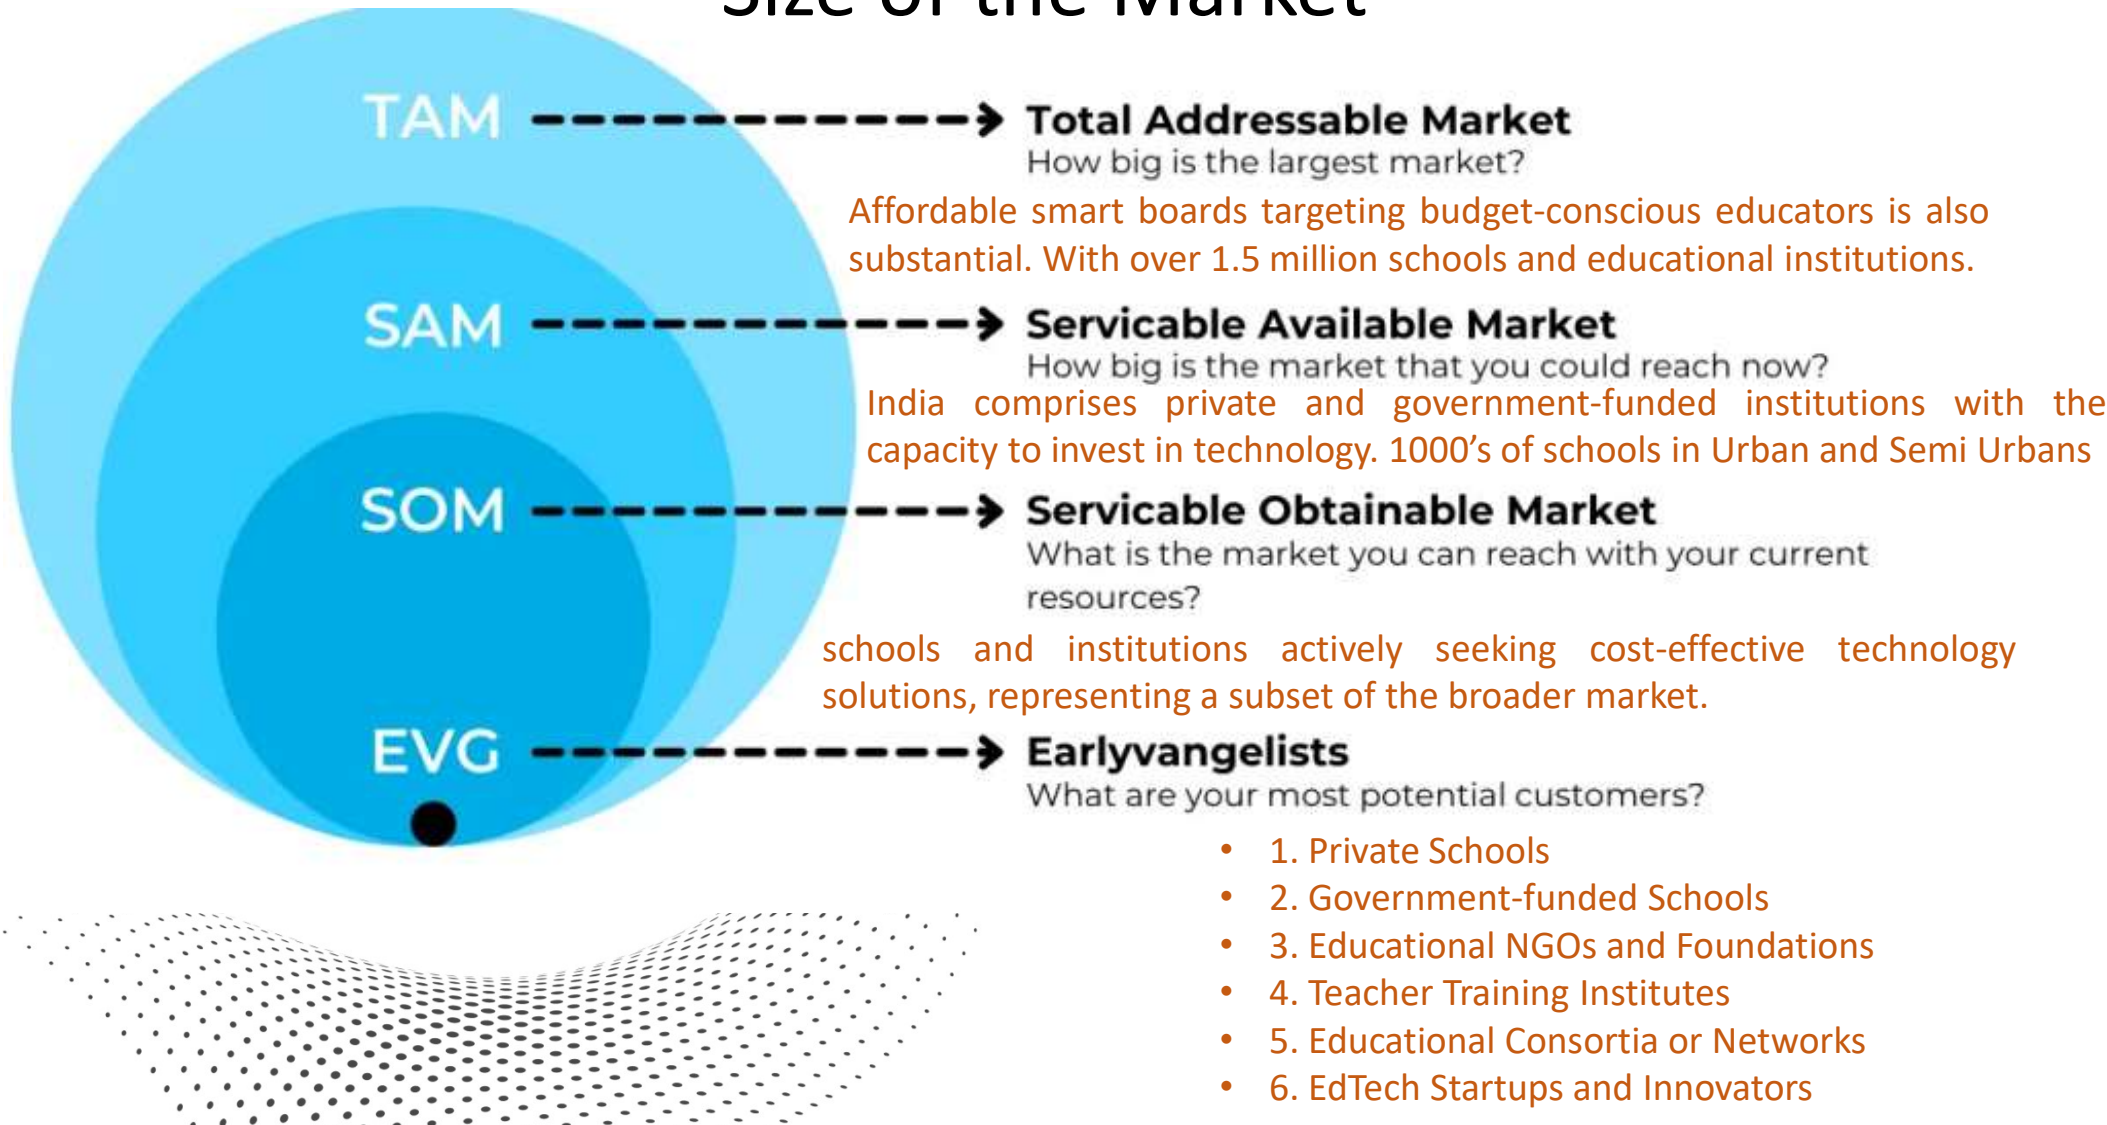 Size of the Market
TAM
Total Addressable Market
How big is the largest market?
Affordable smart boards targeting budget-conscious educators is also
substantial. With over 1.5 million schools and educational institutions.
SAM
Servicable Available Market
How big is the market that you could reach now?
India comprises private and government-funded institutions with the
capacity to invest in technology. 1000’s of schools in Urban and Semi Urbans
SOM
Servicable Obtainable Market
What is the market you can reach with your current
resources?
schools and institutions actively seeking cost-effective technology
solutions, representing a subset of the broader market.
EVG
Earlyvangelists
What are your most potential customers?
• 1. Private Schools
• 2. Government-funded Schools
• 3. Educational NGOs and Foundations
• 4. Teacher Training Institutes
• 5. Educational Consortia or Networks
• 6. EdTech Startups and Innovators